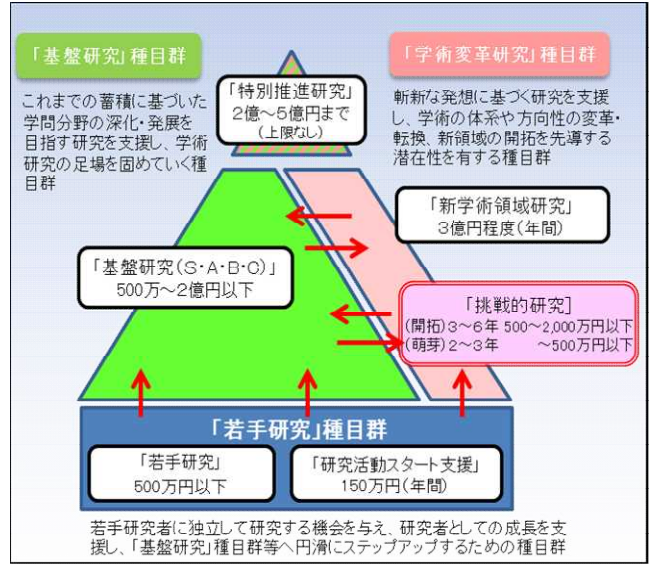 「基盤研究」種目群
これまでの蓄積に基づいた
学問分野の深化・発展を
目指す研究を支援し、学術
研究の足場を固めていく種
目群
「特別推進研究」
2億～5億円まで
(上限なし)
「学術変革研究」種目群
斬新な発想に基づく研究を支援
し、学術の体系や方向性の変革・
転換、新領域の開拓を先導する
潜在性を有する種目群
「新学術領域研究」
3億円程度(年間)
「基盤研究(S・A・B・C)」
500万～2億円以下
「挑戦的研究]
(開拓)3～6年 500～2,000万円以下
(萌芽)2～3年 ～500万円以下
「若手研究」種目群
「若手研究」
500万円以下
「研究活動スタート支援」
150万円(年間)
若手研究者に独立して研究する機会を与え、研究者としての成長を支
援し、「基盤研究」種目群等へ円滑にステップアップするための種目群